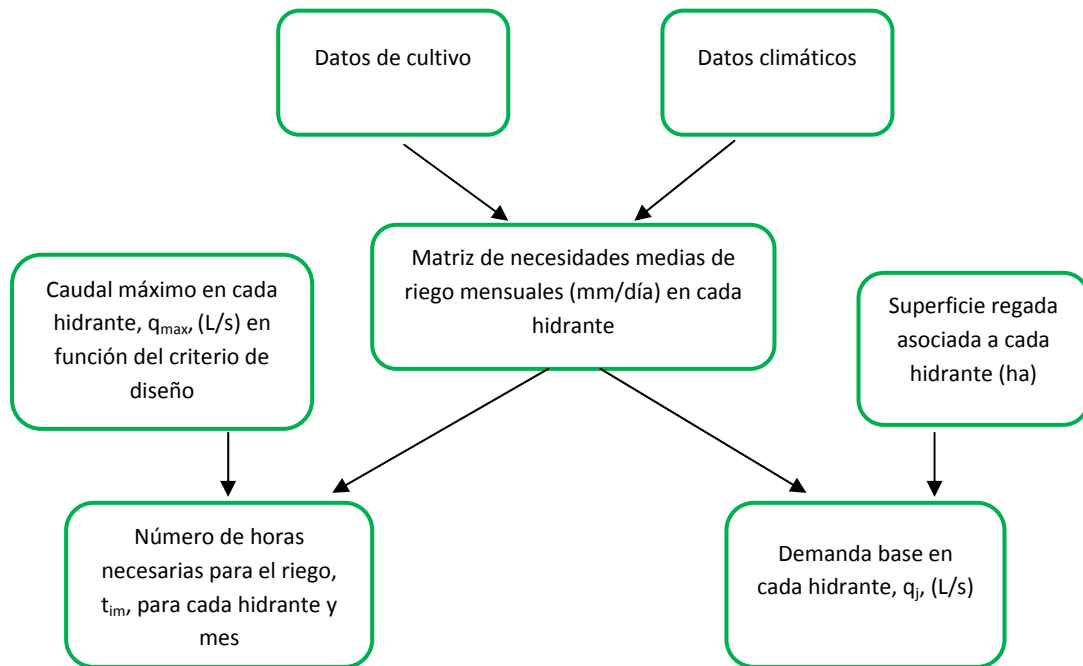 Datos de cultivo
Datos climáticos
Matriz de necesidades medias de
riego mensuales (mm/día) en cada
hidrante
Caudal máximo en cada
hidrante, qmax, (L/s) en
función del criterio de
diseño
Superficie regada
asociada a cada
hidrante (ha)
Número de horas
necesarias para el riego,
tim, para cada hidrante y
mes
Demanda base en
cada hidrante, qj, (L/s)